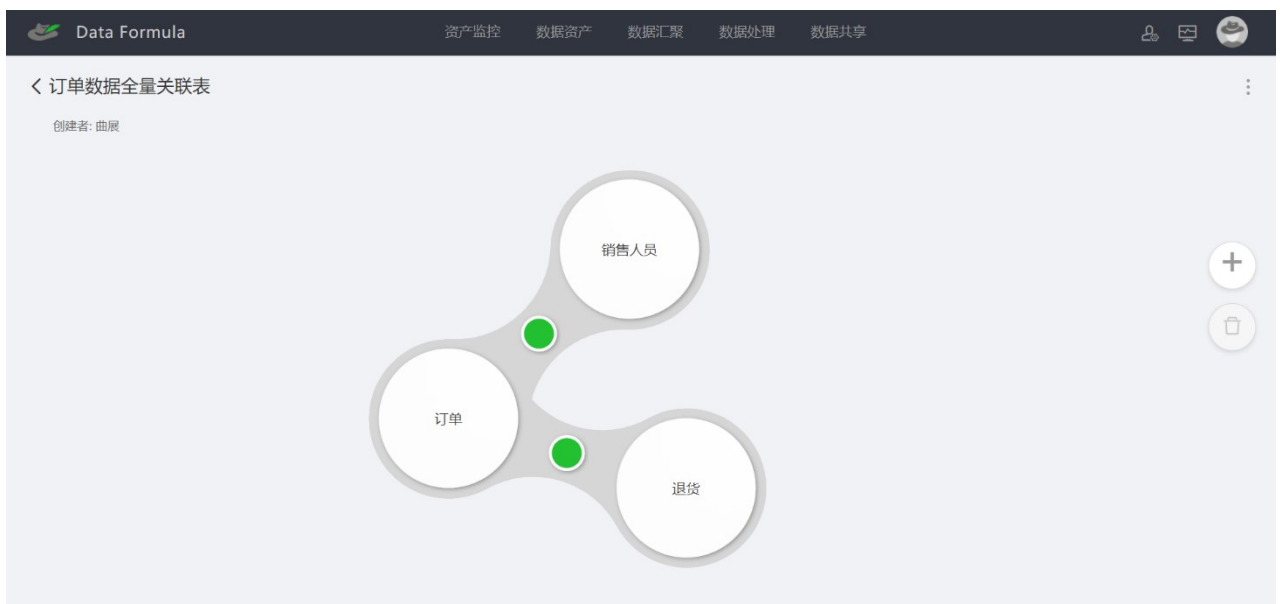 Data Formula 资产监控 数据资产 数据汇聚 数据处理 数据共享
订单数据全量关联表
创建者: 曲展
销售人员
订单
退货